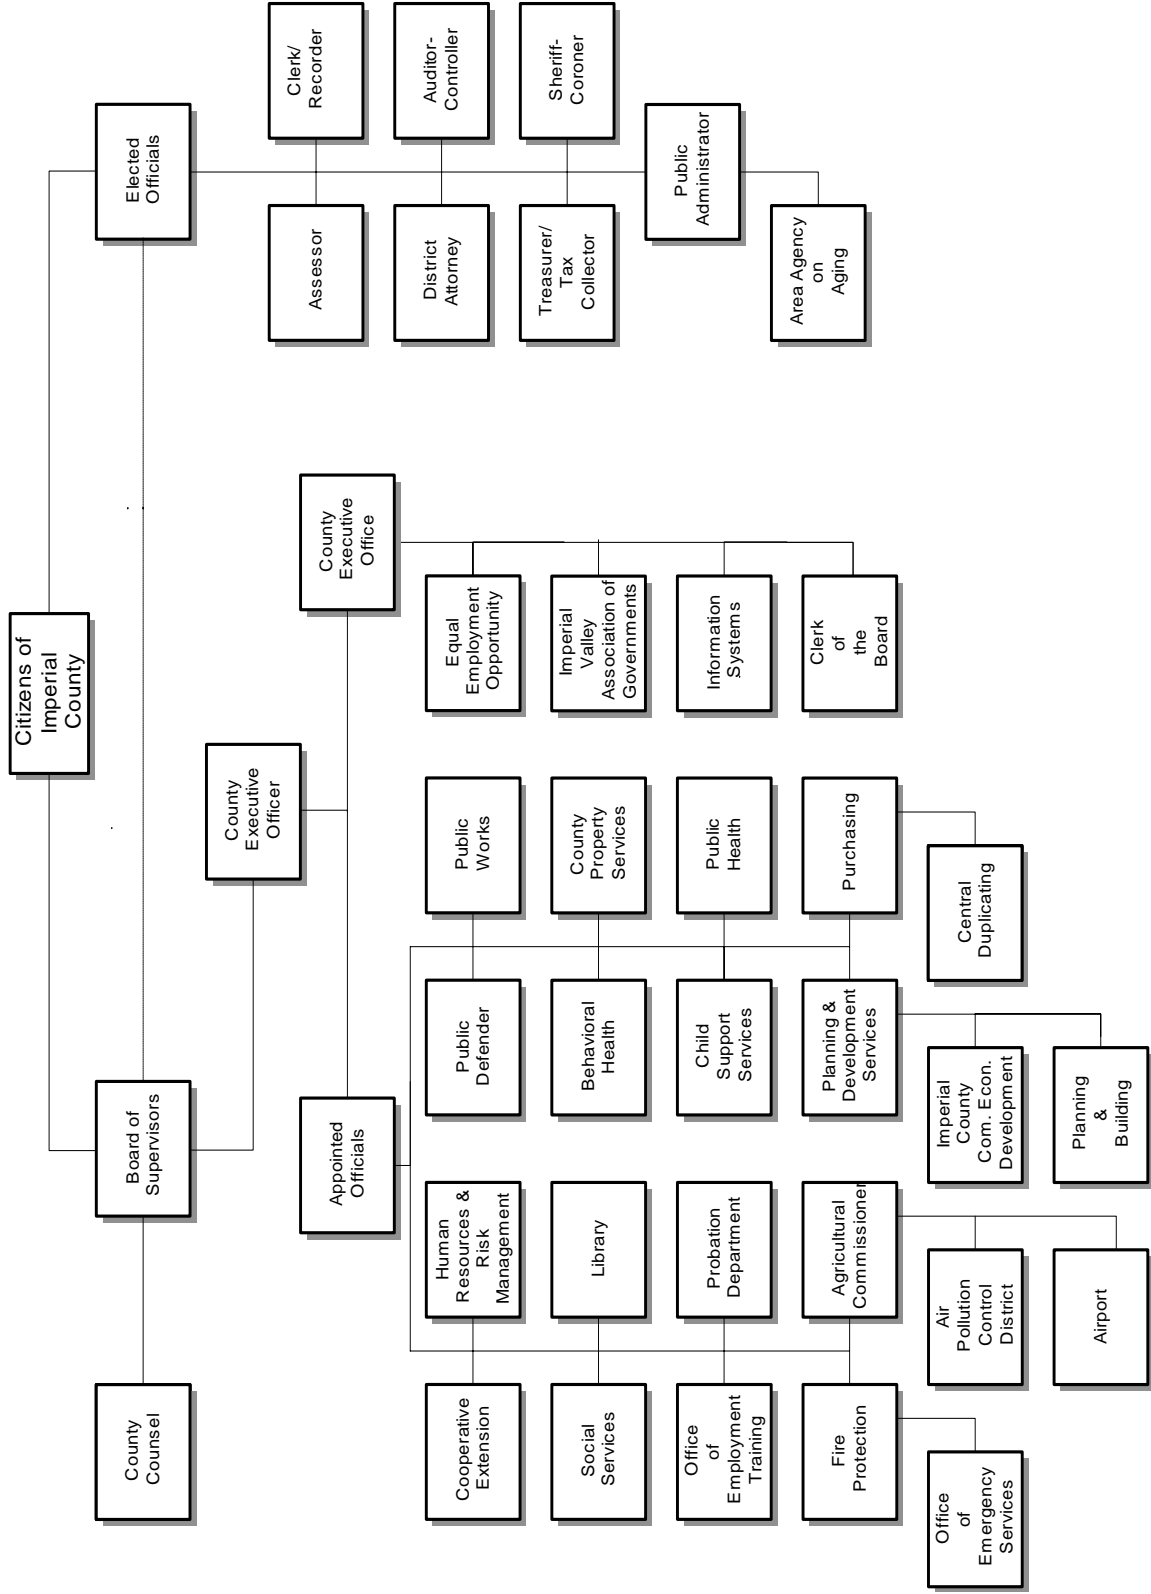 Citizens of
Imperial
County
County
Counsel
Board of
Supervisors
Elected
Officials
County
Executive
Officer
Appointed
Officials
County
Executive
Office
Assessor
Clerk/
Recorder
District
Attorney
Auditor-
Controller
Treasurer/
Tax
Collector
Sheriff-
Coroner
Public
Administrator
Area Agency
on
Aging
Cooperative
Extension
Human
Resources &
Risk
Management
Public
Defender
Public
Works
Equal
Employment
Opportunity
Social
Services
Library
Behavioral
Health
County
Property
Services
Imperial
Valley
Association of
Governments
Office
of
Employment
Training
Probation
Department
Child
Support
Services
Public
Health
Information
Systems
Fire
Protection
Agricultural
Commissioner
Planning &
Development
Services
Purchasing
Clerk
of
the
Board
Office
of
Emergency
Services
Air
Pollution
Control
District
Imperial
County
Com. Econ.
Development
Central
Duplicating
Airport
Planning
&
Building